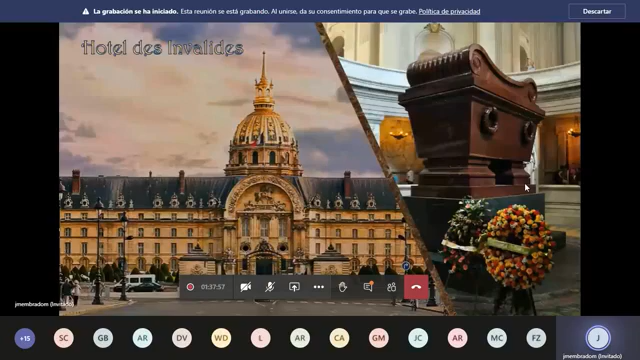 La grabación se ha iniciado. Esta reunión se está grabando. Al unirse, da su consentimiento para que se grabe. Política de privacidad
Descartar
Hotel des Invalides
01:37:57
jmembradom (Invitado)
+15 SC GB AR DV WD L AR CA GM JC AR MC FZ J
jmembradom (Invitado)